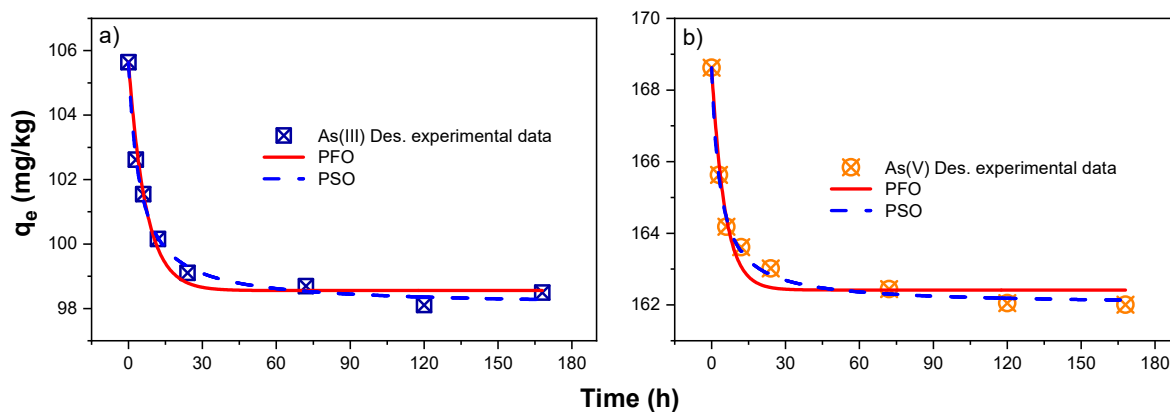 a)
106
104
102
100
98
q_e (mg/kg)
As(III) Des. experimental data
PFO
PSO
0 30 60 90 120 150 180
b)
170
168
166
164
162
As(V) Des. experimental data
PFO
PSO
0 30 60 90 120 150 180
Time (h)